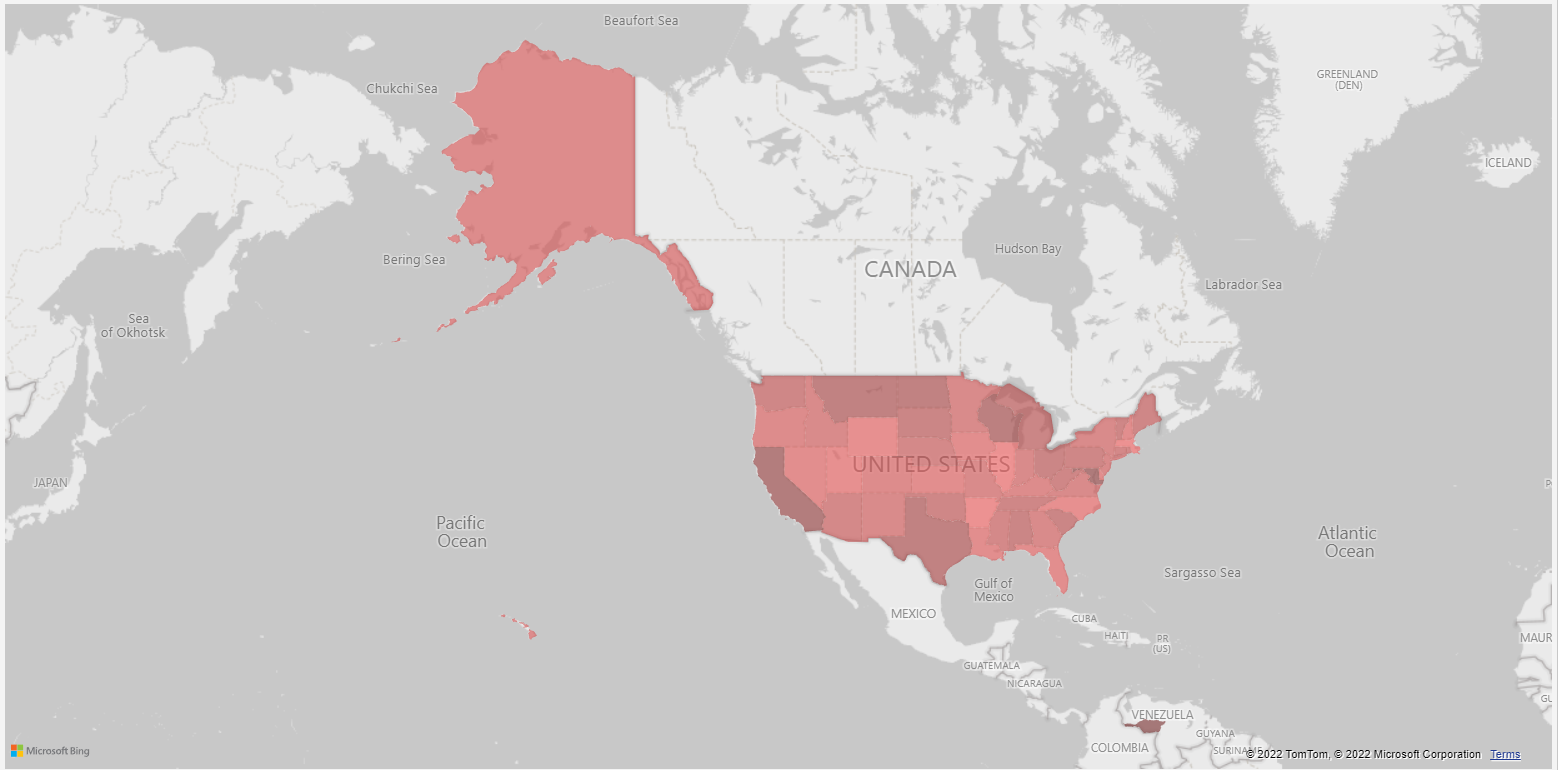 Beaufort Sea
Chukchi Sea
GREENLAND
(DEN)
ICELAND
Bering Sea
CANADA
Hudson Bay
Labrador Sea
Sea
of Okhotsk
UNITED STATES
JAPAN
Pacific
Ocean
Atlantic
Ocean
Sargasso Sea
Gulf of
Mexico
MEXICO
CUBA
HAITI
PR
(US)
MAUR
GUATEMALA
NICARAGUA
GU
VENEZUELA
GUYANA
COLOMBIA
SURINAME
Microsoft Bing
© 2022 TomTom, © 2022 Microsoft Corporation Terms